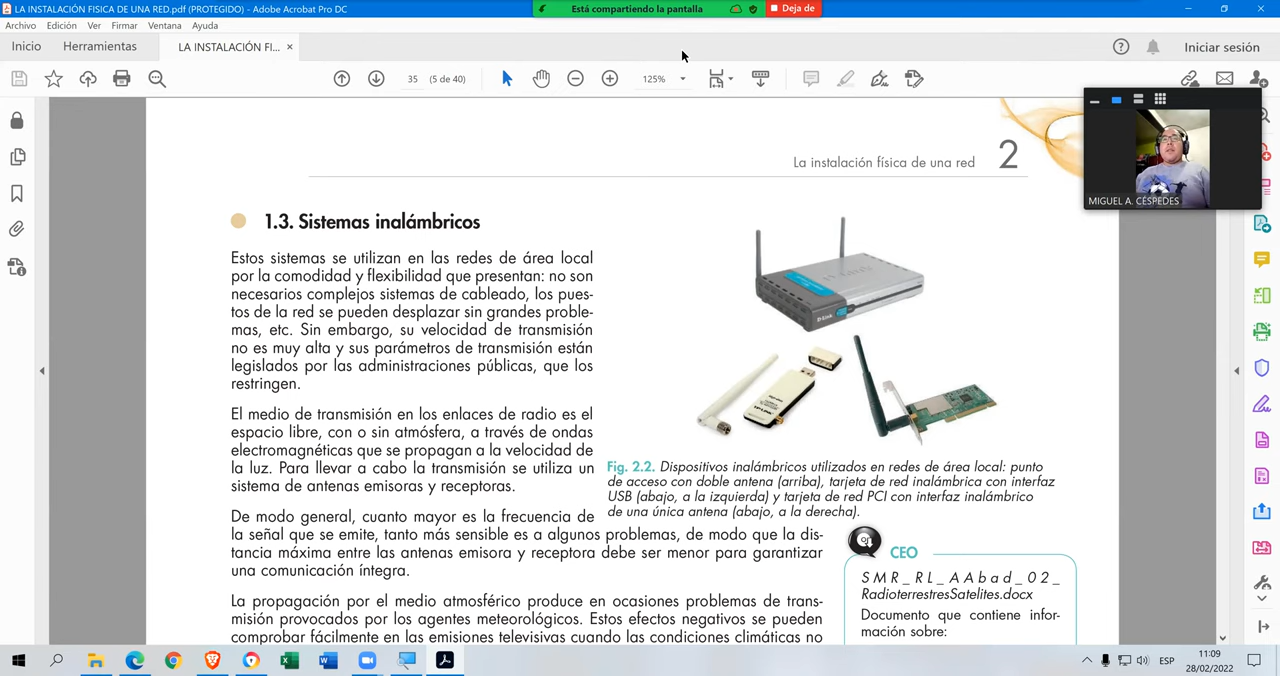 LA INSTALACIÓN FISICA DE UNA RED.pdf (PROTEGIDO) - Adobe Acrobat Pro DC
Está compartiendo la pantalla
Deja de
Archivo Edición Ver Firmar Ventana Ayuda
Inicio Herramientas LA INSTALACIÓN FI... × Iniciar sesión
35 (5 de 40) 125%
MIGUEL A. CÉSPEDES
La instalación física de una red 2
1.3. Sistemas inalámbricos
Estos sistemas se utilizan en las redes de área local
por la comodidad y flexibilidad que presentan: no son
necesarios complejos sistemas de cableado, los pues-
tos de la red se pueden desplazar sin grandes proble-
mas, etc. Sin embargo, su velocidad de transmisión
no es muy alta y sus parámetros de transmisión están
legislados por las administraciones públicas, que los
restringen.
El medio de transmisión en los enlaces de radio es el
espacio libre, con o sin atmósfera, a través de ondas
electromagnéticas que se propagan a la velocidad de
la luz. Para llevar a cabo la transmisión se utiliza un
sistema de antenas emisoras y receptoras.
D-Link
TP-LINK
Fig. 2.2. Dispositivos inalámbricos utilizados en redes de área local: punto
de acceso con doble antena (arriba), tarjeta de red inalámbrica con interfaz
USB (abajo, a la izquierda) y tarjeta de red PCI con interfaz inalámbrico
de una única antena (abajo, a la derecha).
De modo general, cuanto mayor es la frecuencia de
la señal que se emite, tanto más sensible es a algunos problemas, de modo que la dis-
tancia máxima entre las antenas emisora y receptora debe ser menor para garantizar
una comunicación íntegra.
La propagación por el medio atmosférico produce en ocasiones problemas de trans-
misión provocados por los agentes meteorológicos. Estos efectos negativos se pueden
comprobar fácilmente en las emisiones televisivas cuando las condiciones climáticas no
CEO
SMR_RL_AAbad_02_
RadioterrestresSatelites.docx
Documento que contiene infor-
mación sobre:
ESP
11:09
28/02/2022